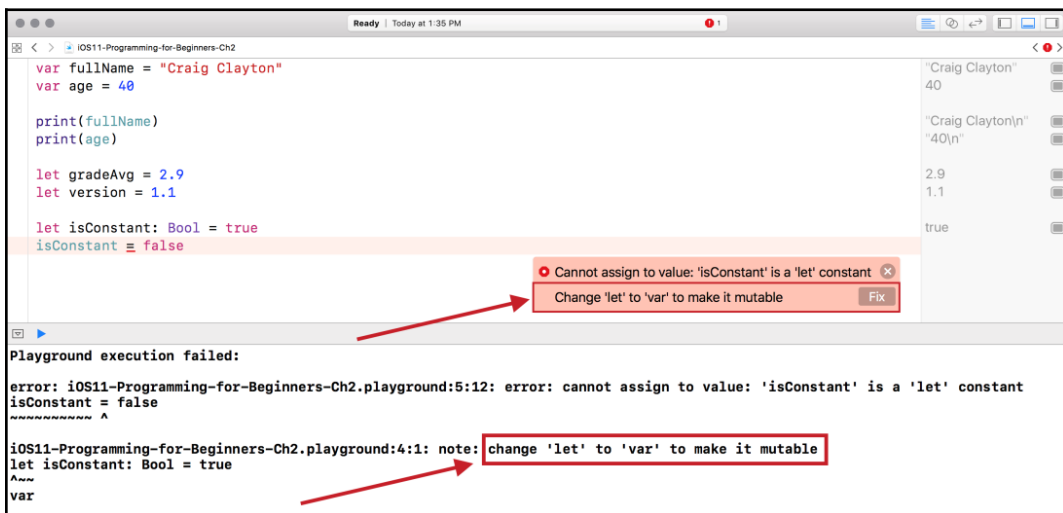 Ready | Today at 1:35 PM
1
iOS11-Programming-for-Beginners-Ch2
var fullName = "Craig Clayton"
"Craig Clayton"
var age = 40
40
print(fullName)
"Craig Clayton\n"
print(age)
"40\n"
let gradeAvg = 2.9
2.9
let version = 1.1
1.1
let isConstant: Bool = true
true
isConstant = false
Cannot assign to value: 'isConstant' is a 'let' constant
Change 'let' to 'var' to make it mutable
Fix
Playground execution failed:
error: iOS11-Programming-for-Beginners-Ch2.playground:5:12: error: cannot assign to value: 'isConstant' is a 'let' constant
isConstant = false
~~~~~~~~~~ ^
iOS11-Programming-for-Beginners-Ch2.playground:4:1: note: change 'let' to 'var' to make it mutable
let isConstant: Bool = true
^~~
var